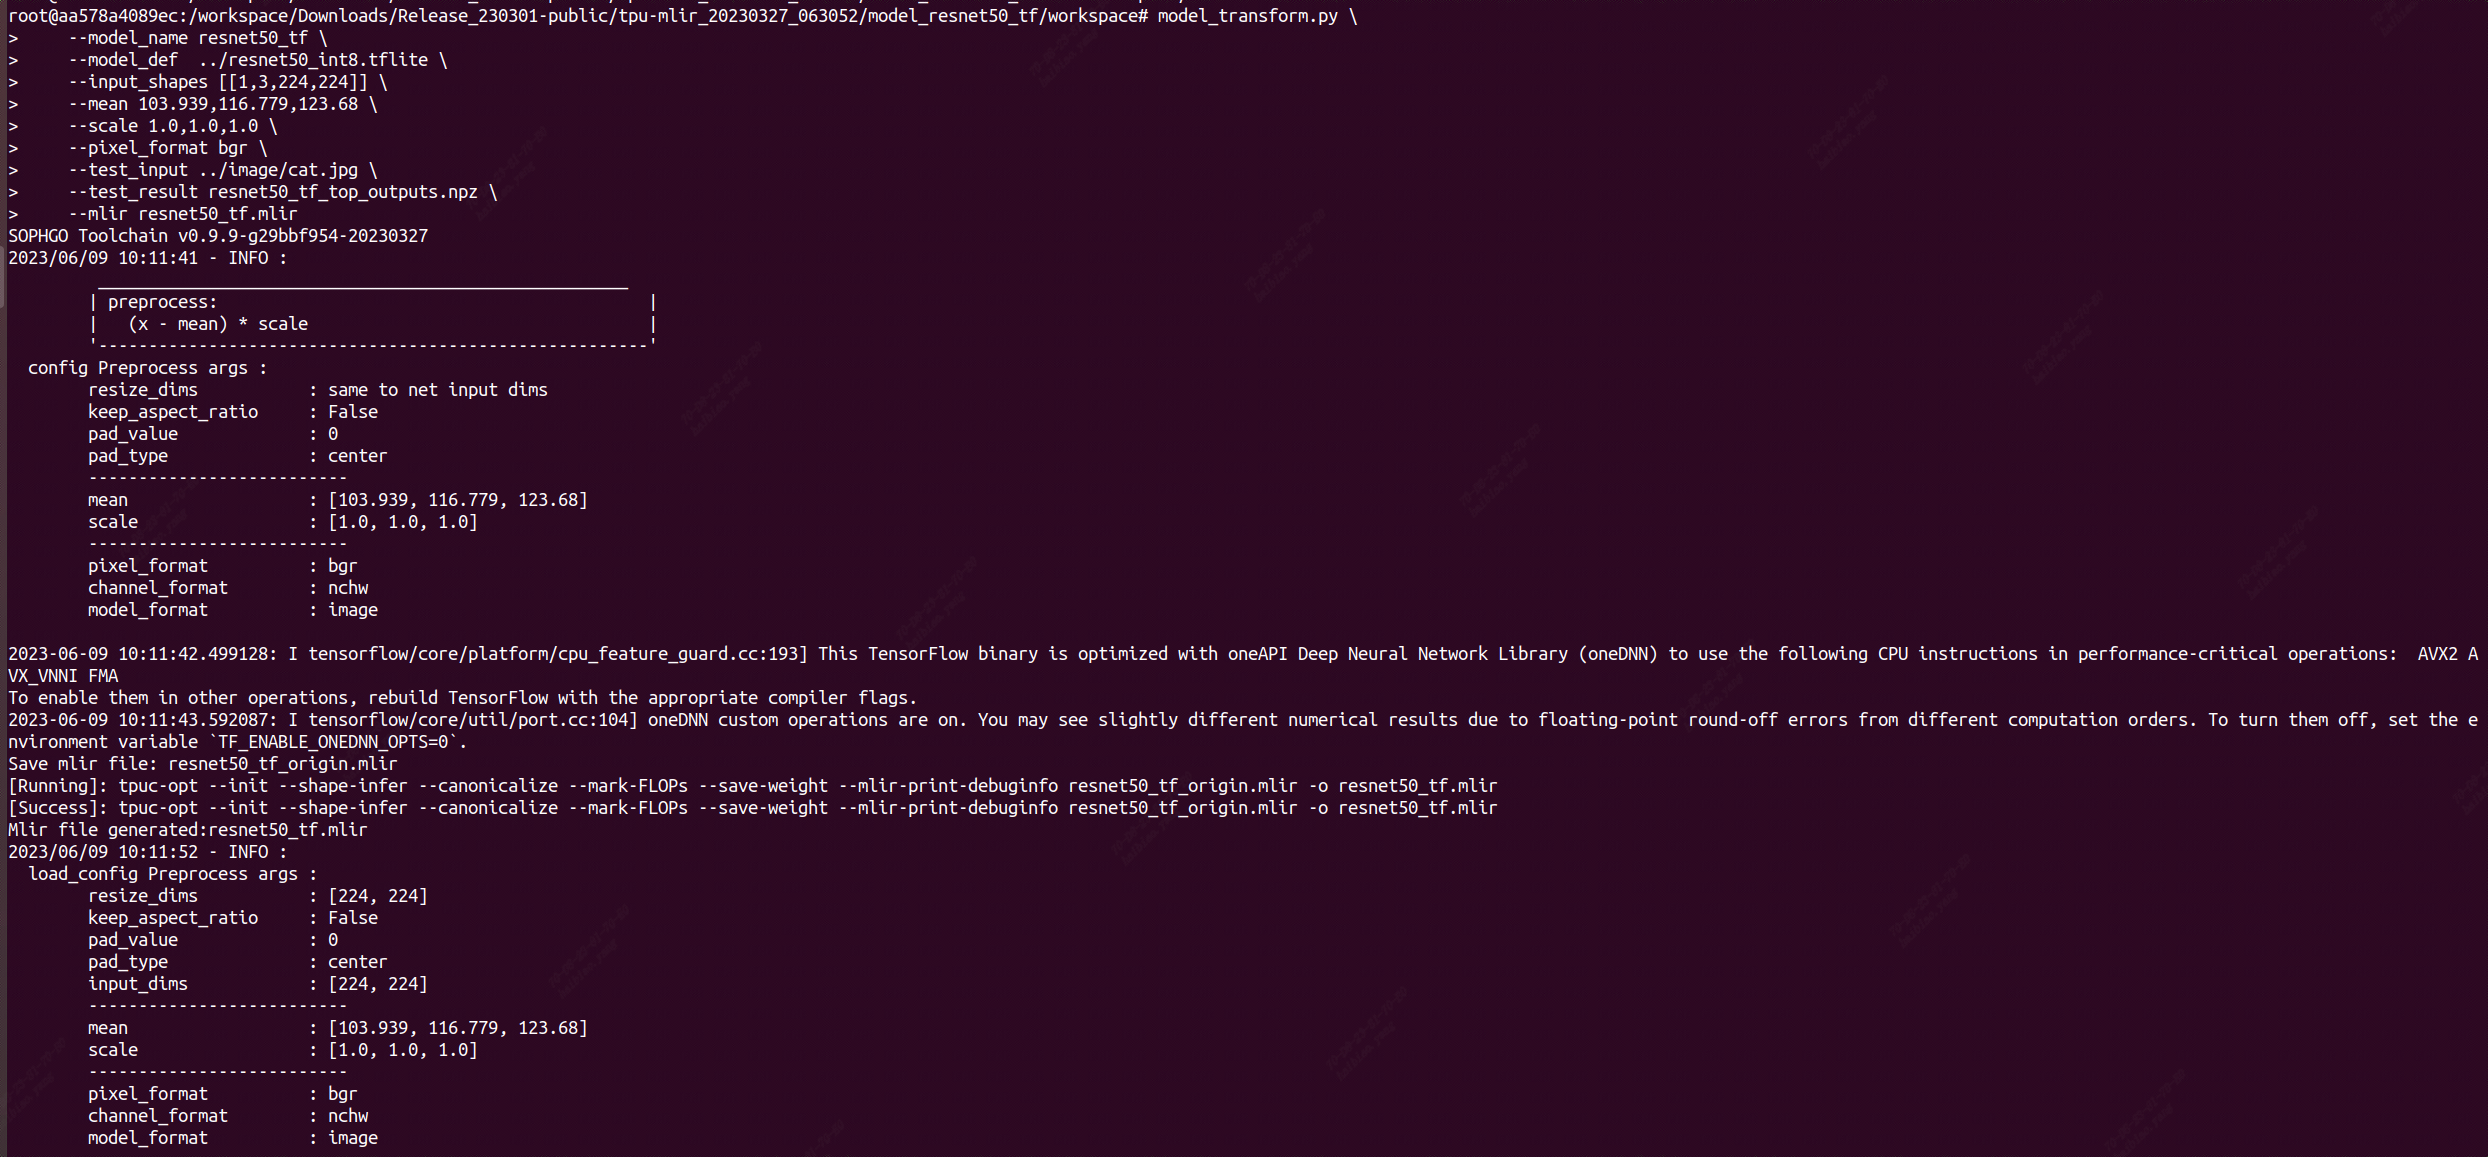 root@aa578a4089ec:/workspace/Downloads/Release_230301-public/tpu-mlir_20230327_063052/model_resnet50_tf/workspace# model_transform.py \
>     --model_name resnet50_tf \
>     --model_def  ../resnet50_int8.tflite \
>     --input_shapes [[1,3,224,224]] \
>     --mean 103.939,116.779,123.68 \
>     --scale 1.0,1.0,1.0 \
>     --pixel_format bgr \
>     --test_input ../image/cat.jpg \
>     --test_result resnet50_tf_top_outputs.npz \
>     --mlir resnet50_tf.mlir
SOPHGO Toolchain v0.9.9-g29bbf954-20230327
2023/06/09 10:11:41 - INFO :
         _____________________________________________________
        | preprocess:                                           |
        |   (x - mean) * scale                                  |
        '-------------------------------------------------------'
  config Preprocess args :
        resize_dims           : same to net input dims
        keep_aspect_ratio     : False
        pad_value             : 0
        pad_type              : center
        --------------------------
        mean                  : [103.939, 116.779, 123.68]
        scale                 : [1.0, 1.0, 1.0]
        --------------------------
        pixel_format          : bgr
        channel_format        : nchw
        model_format          : image
2023-06-09 10:11:42.499128: I tensorflow/core/platform/cpu_feature_guard.cc:193] This TensorFlow binary is optimized with oneAPI Deep Neural Network Library (oneDNN) to use the following CPU instructions in performance-critical operations:  AVX2 A
VX_VNNI FMA
To enable them in other operations, rebuild TensorFlow with the appropriate compiler flags.
2023-06-09 10:11:43.592087: I tensorflow/core/util/port.cc:104] oneDNN custom operations are on. You may see slightly different numerical results due to floating-point round-off errors from different computation orders. To turn them off, set the e
nvironment variable `TF_ENABLE_ONEDNN_OPTS=0`.
Save mlir file: resnet50_tf_origin.mlir
[Running]: tpuc-opt --init --shape-infer --canonicalize --mark-FLOPs --save-weight --mlir-print-debuginfo resnet50_tf_origin.mlir -o resnet50_tf.mlir
[Success]: tpuc-opt --init --shape-infer --canonicalize --mark-FLOPs --save-weight --mlir-print-debuginfo resnet50_tf_origin.mlir -o resnet50_tf.mlir
Mlir file generated:resnet50_tf.mlir
2023/06/09 10:11:52 - INFO :
  load_config Preprocess args :
        resize_dims           : [224, 224]
        keep_aspect_ratio     : False
        pad_value             : 0
        pad_type              : center
        input_dims            : [224, 224]
        --------------------------
        mean                  : [103.939, 116.779, 123.68]
        scale                 : [1.0, 1.0, 1.0]
        --------------------------
        pixel_format          : bgr
        channel_format        : nchw
        model_format          : image